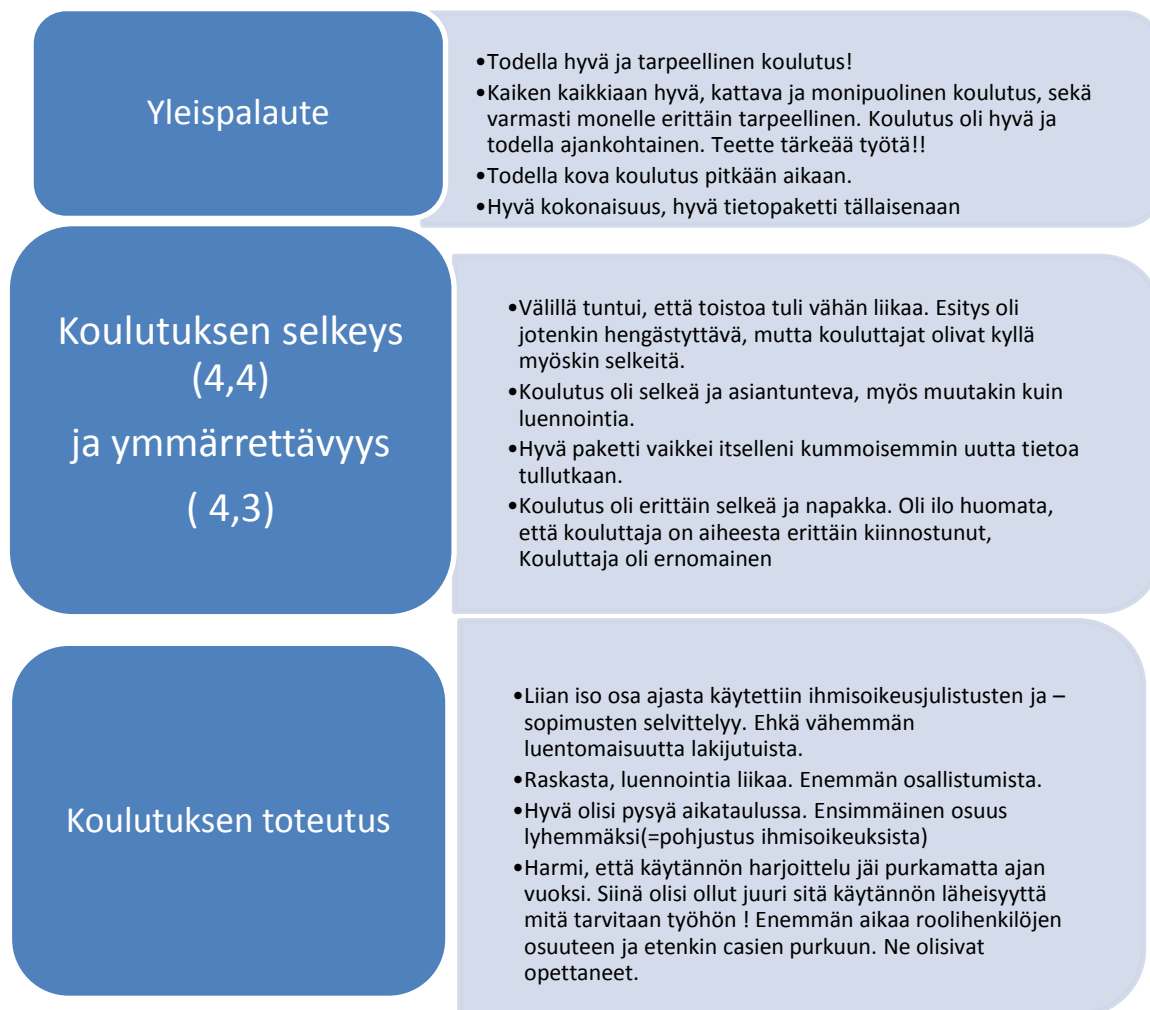 Yleispalaute
•Todella hyvä ja tarpeellinen koulutus!
•Kaiken kaikkiaan hyvä, kattava ja monipuolinen koulutus, sekä
varmasti monelle erittäin tarpeellinen. Koulutus oli hyvä ja
todella ajankohtainen. Teette tärkeää työtä!!
•Todella kova koulutus pitkään aikaan.
•Hyvä kokonaisuus, hyvä tietopaketti tällaisenaan
Koulutuksen selkeys
(4,4)
ja ymmärrettävyys
( 4,3)
•Välillä tuntui, että toistoa tuli vähän liikaa. Esitys oli
jotenkin hengästyttävä, mutta kouluttajat olivat kyllä
myöskin selkeitä.
•Koulutus oli selkeä ja asiantunteva, myös muutakin kuin
luennointia.
•Hyvä paketti vaikkei itselleni kummoisemmin uutta tietoa
tullutkaan.
•Koulutus oli erittäin selkeä ja napakka. Oli ilo huomata,
että kouluttaja on aiheesta erittäin kiinnostunut,
Kouluttaja oli ernomainen
Koulutuksen toteutus
•Liian iso osa ajasta käytettiin ihmisoikeusjulistusten ja –
sopimusten selvittelyy. Ehkä vähemmän
luentomaisuutta lakijutuista.
•Raskasta, luennointia liikaa. Enemmän osallistumista.
•Hyvä olisi pysyä aikataulussa. Ensimmäinen osuus
lyhemmäksi(=pohjustus ihmisoikeuksista)
•Harmi, että käytännön harjoittelu jäi purkamatta ajan
vuoksi. Siinä olisi ollut juuri sitä käytännön läheisyyttä
mitä tarvitaan työhön ! Enemmän aikaa roolihenkilöjen
osuuteen ja etenkin casien purkuun. Ne olisivat
opettaneet.